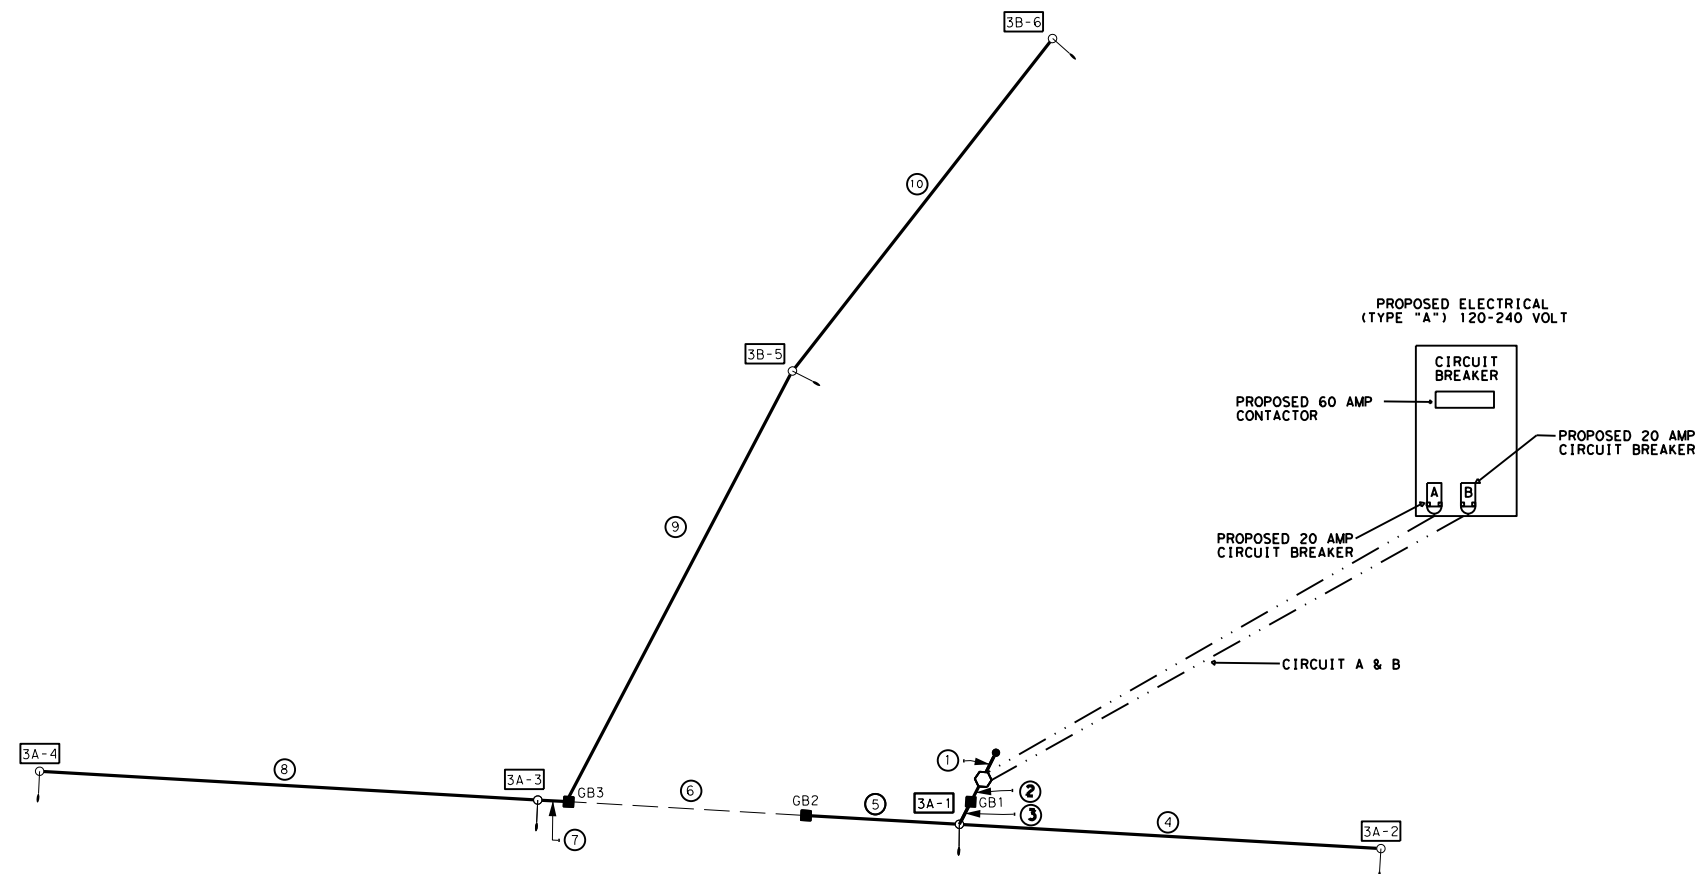 3B-6
10
PROPOSED ELECTRICAL
(TYPE "A") 120-240 VOLT
3B-5
CIRCUIT
BREAKER
PROPOSED 60 AMP
CONTACTOR
PROPOSED 20 AMP
CIRCUIT BREAKER
A
B
9
PROPOSED 20 AMP
CIRCUIT BREAKER
CIRCUIT A & B
3A-4
8
3A-3
GB3
6
GB2
5
1
3A-1
GB1
2
3
4
3A-2
7